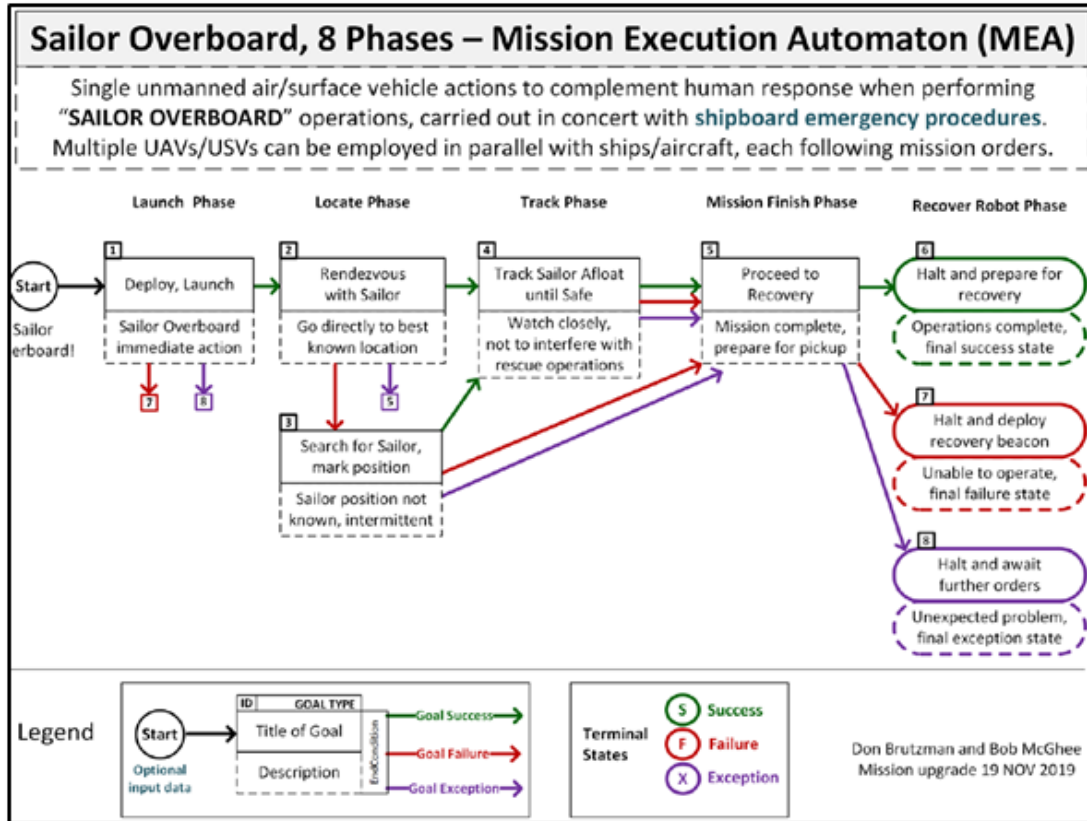 Sailor Overboard, 8 Phases – Mission Execution Automaton (MEA)
Single unmanned air/surface vehicle actions to complement human response when performing
“SAILOR OVERBOARD” operations, carried out in concert with shipboard emergency procedures.
Multiple UAVs/USVs can be employed in parallel with ships/aircraft, each following mission orders.
Launch Phase
Locate Phase
Track Phase
Mission Finish Phase
Recover Robot Phase
Start
Sailor
erboard!
1
Deploy, Launch
Sailor Overboard
immediate action
7
8
2
Rendezvous
with Sailor
Go directly to best
known location
5
3
Search for Sailor,
mark position
Sailor position not
known, intermittent
4
Track Sailor Afloat
until Safe
Watch closely,
not to interfere with
rescue operations
5
Proceed to
Recovery
Mission complete,
prepare for pickup
6
Halt and prepare for
recovery
Operations complete,
final success state
7
Halt and deploy
recovery beacon
Unable to operate,
final failure state
8
Halt and await
further orders
Unexpected problem,
final exception state
Legend
Start
Optional
input data
ID
GOAL TYPE
Title of Goal
Description
EndCondition
Goal Success
Goal Failure
Goal Exception
Terminal
States
S Success
F Failure
X Exception
Don Brutzman and Bob McGhee
Mission upgrade 19 NOV 2019